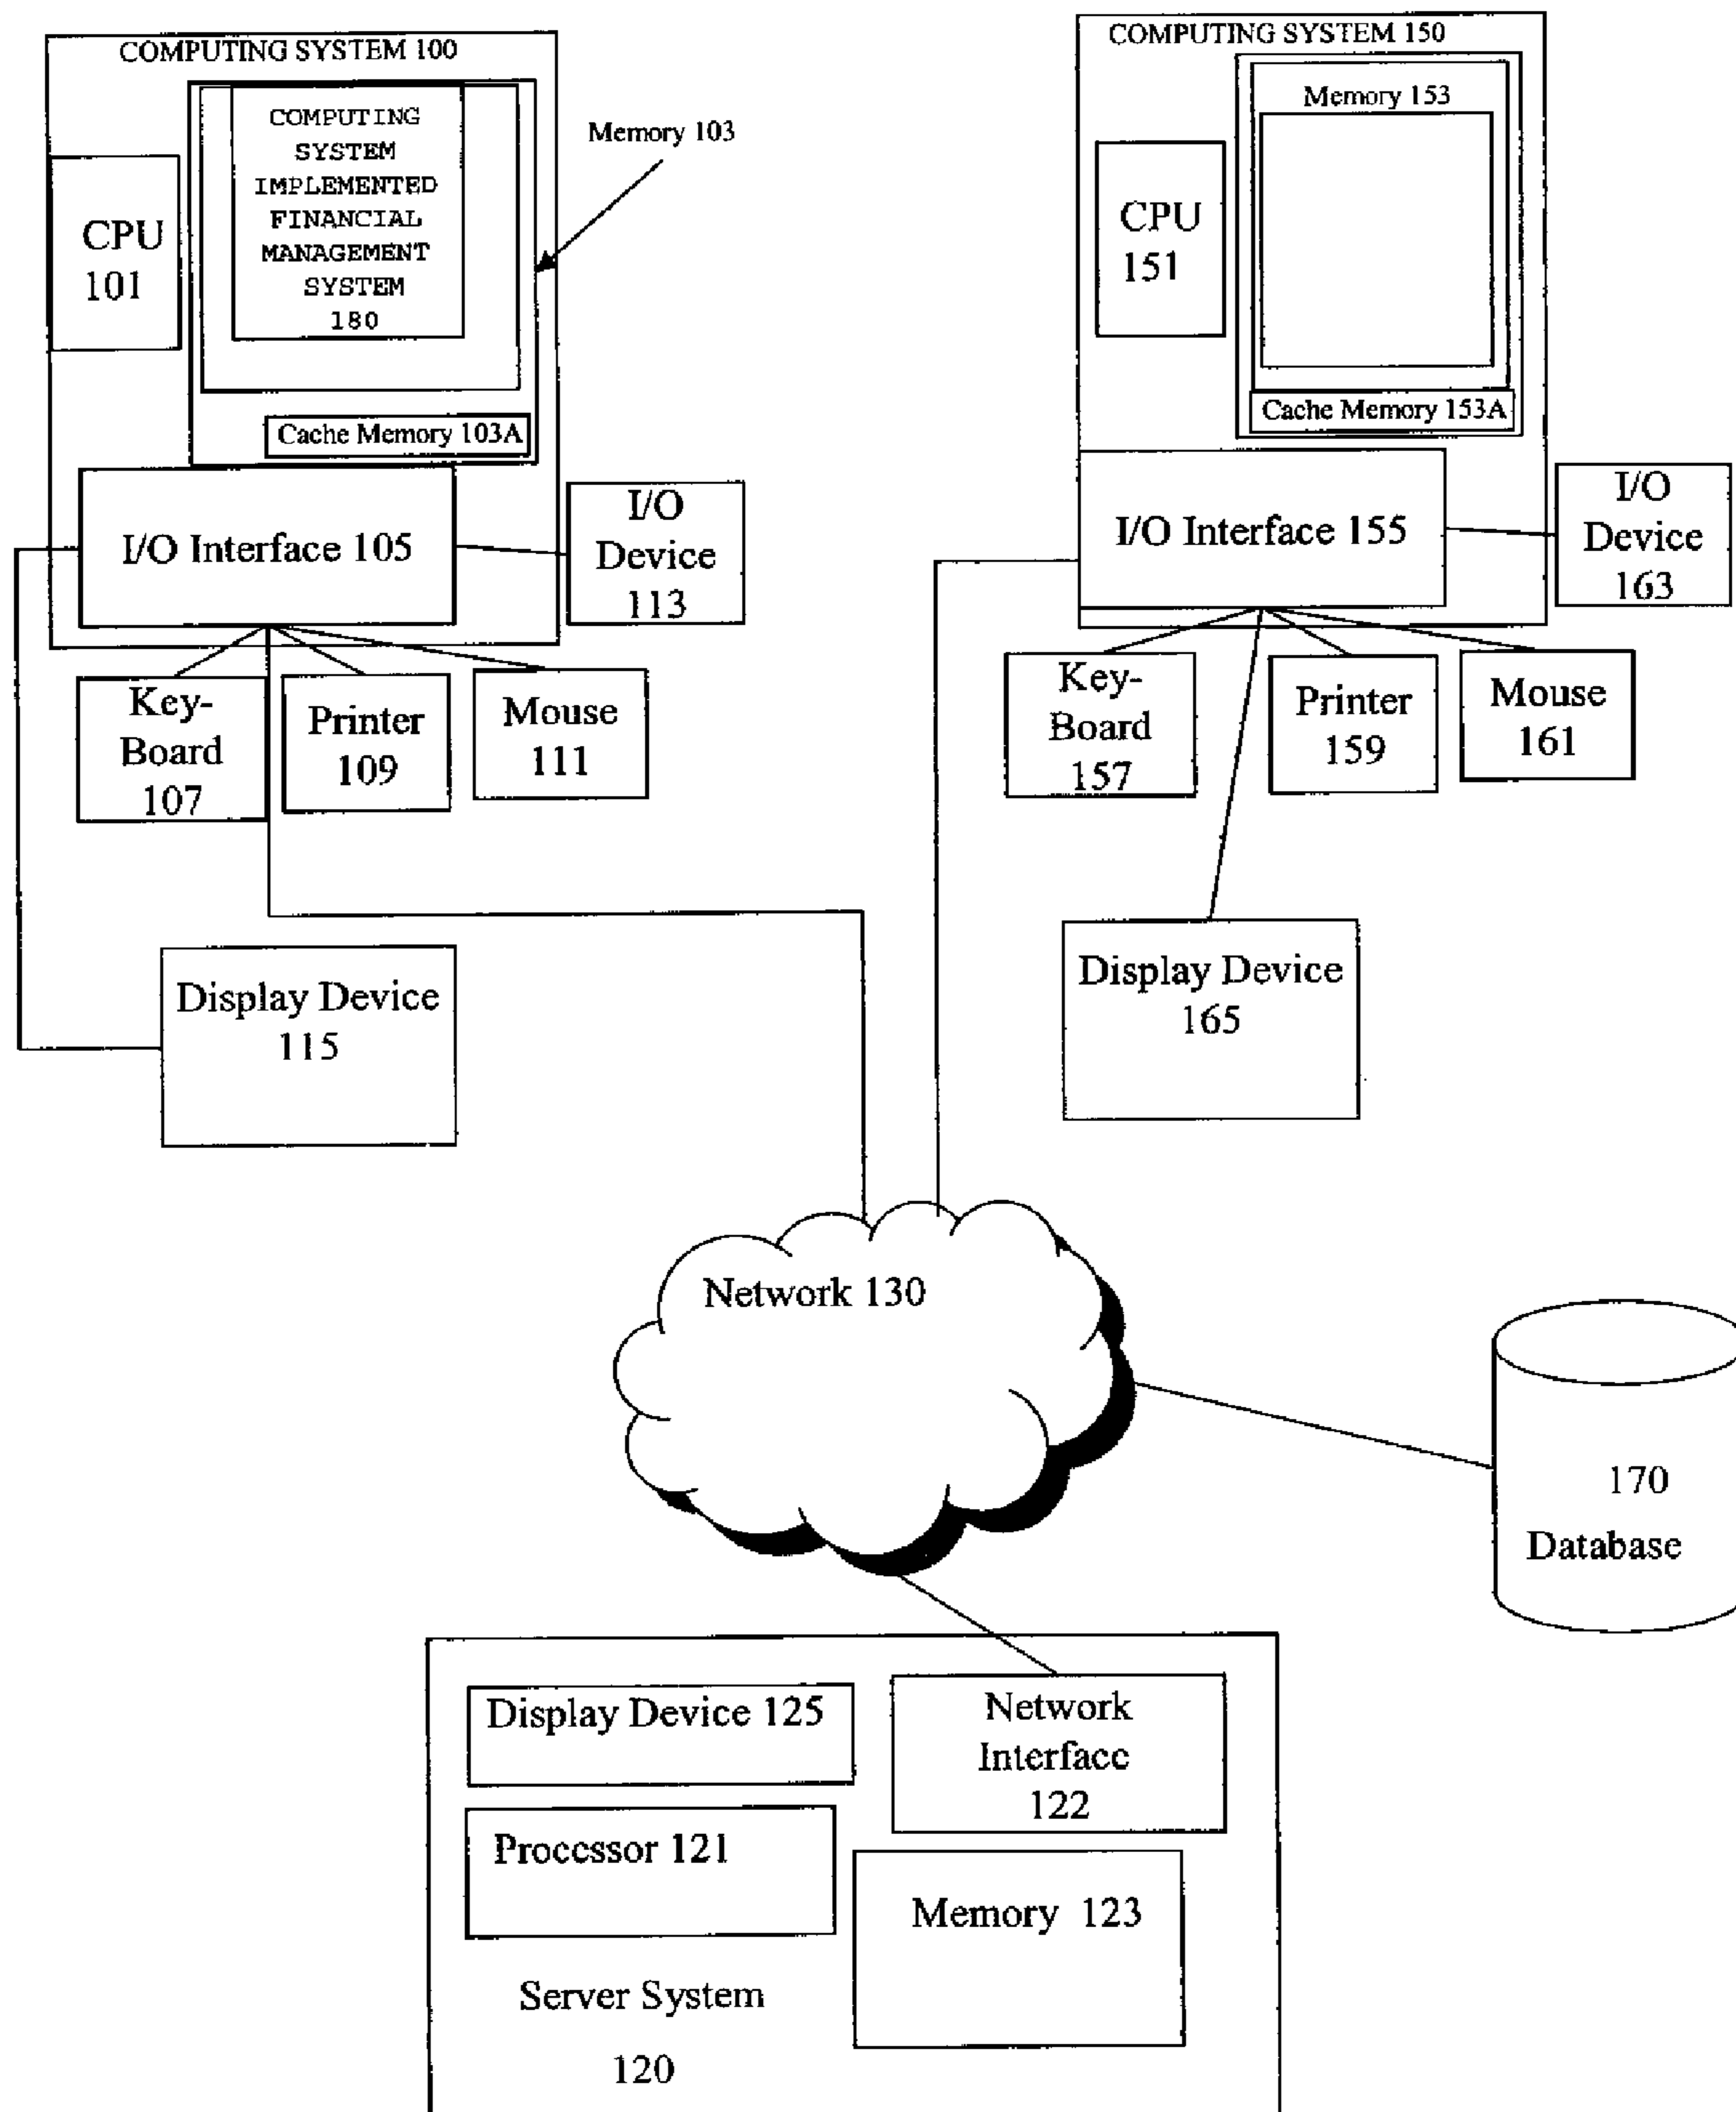 COMPUTING SYSTEM 100
COMPUTING
SYSTEM
IMPLEMENTED
FINANCIAL
MANAGEMENT
SYSTEM
180
Memory 103
CPU
101
Cache Memory 103A
I/O Interface 105
I/O
Device
113
Key-
Board
107
Printer
109
Mouse
111
Display Device
115
COMPUTING SYSTEM 150
Memory 153
CPU
151
Cache Memory 153A
I/O Interface 155
I/O
Device
163
Key-
Board
157
Printer
159
Mouse
161
Display Device
165
Network 130
170
Database
Display Device 125
Network
Interface
122
Processor 121
Memory 123
Server System
120